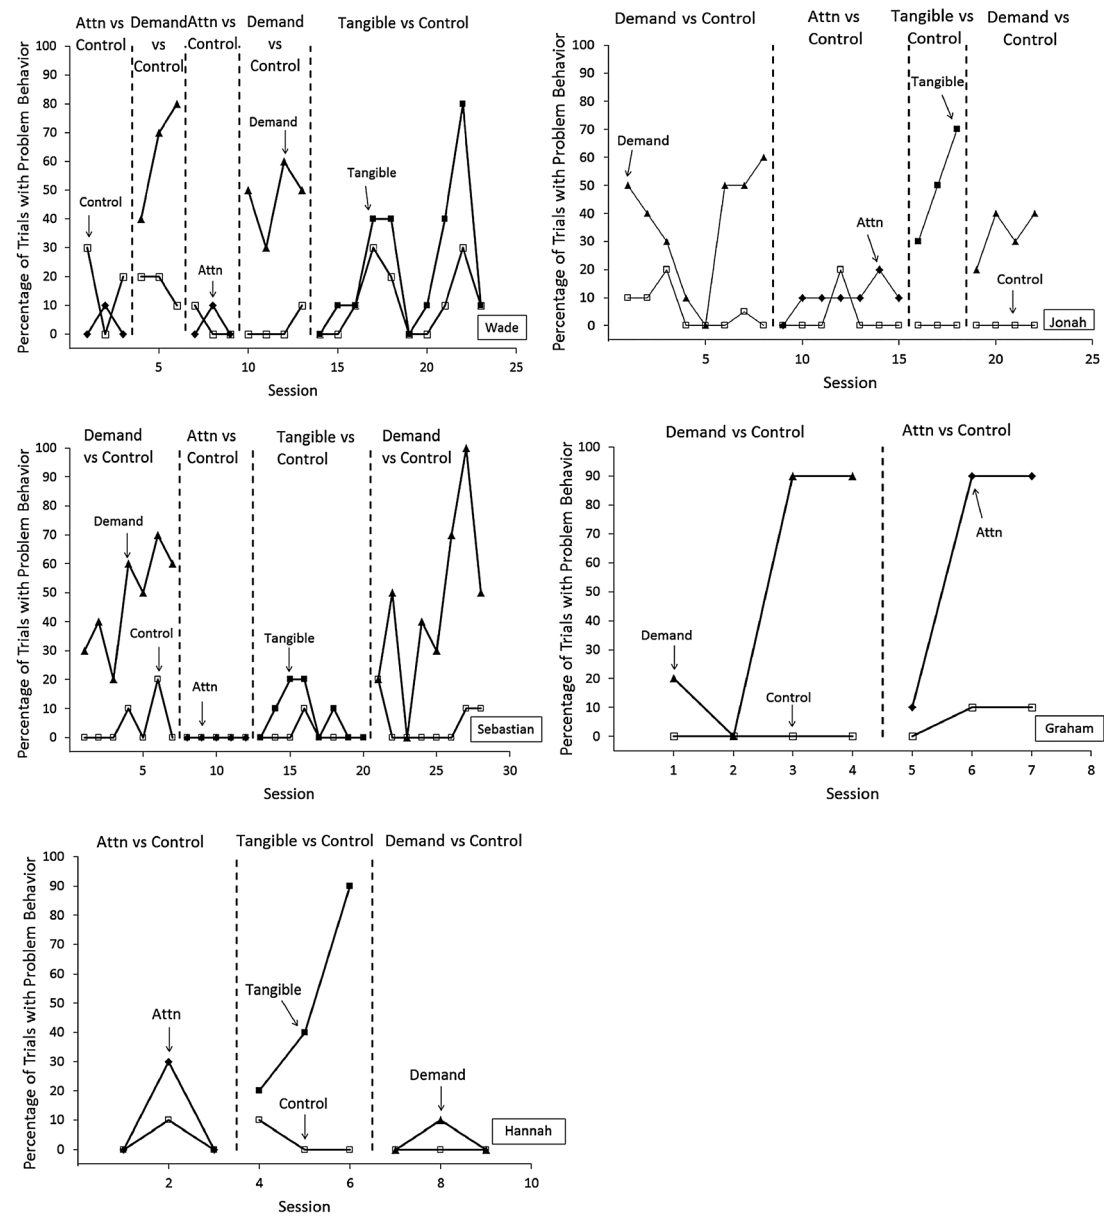 Attn vs
Control
Demand
vs
Control
Attn vs
Control
Demand
vs
Control
Tangible vs Control
Percentage of Trials with Problem Behavior
100
90
80
70
60
50
40
30
20
10
0
Control
Attn
Demand
Tangible
Wade
5
10
15
20
25
Session
Demand vs Control
Attn vs
Control
Tangible vs
Control
Demand vs
Control
Percentage of Trials with Problem Behavior
100
90
80
70
60
50
40
30
20
10
0
Demand
Attn
Tangible
Control
Jonah
5
10
15
20
25
Session
Demand
vs Control
Attn vs
Control
Tangible vs
Control
Demand
vs Control
Percentage of Trials with Problem Behavior
100
90
80
70
60
50
40
30
20
10
0
Demand
Control
Attn
Tangible
Sebastian
5
10
15
20
25
30
Session
Demand vs Control
Attn vs Control
Percentage of Trials with Problem Behavior
100
90
80
70
60
50
40
30
20
10
0
Demand
Control
Attn
Graham
1
2
3
4
5
6
7
8
Session
Attn vs Control
Tangible vs Control
Demand vs Control
Percentage of Trials with Problem Behavior
100
90
80
70
60
50
40
30
20
10
0
Attn
Tangible
Control
Demand
Hannah
2
4
6
8
10
Session